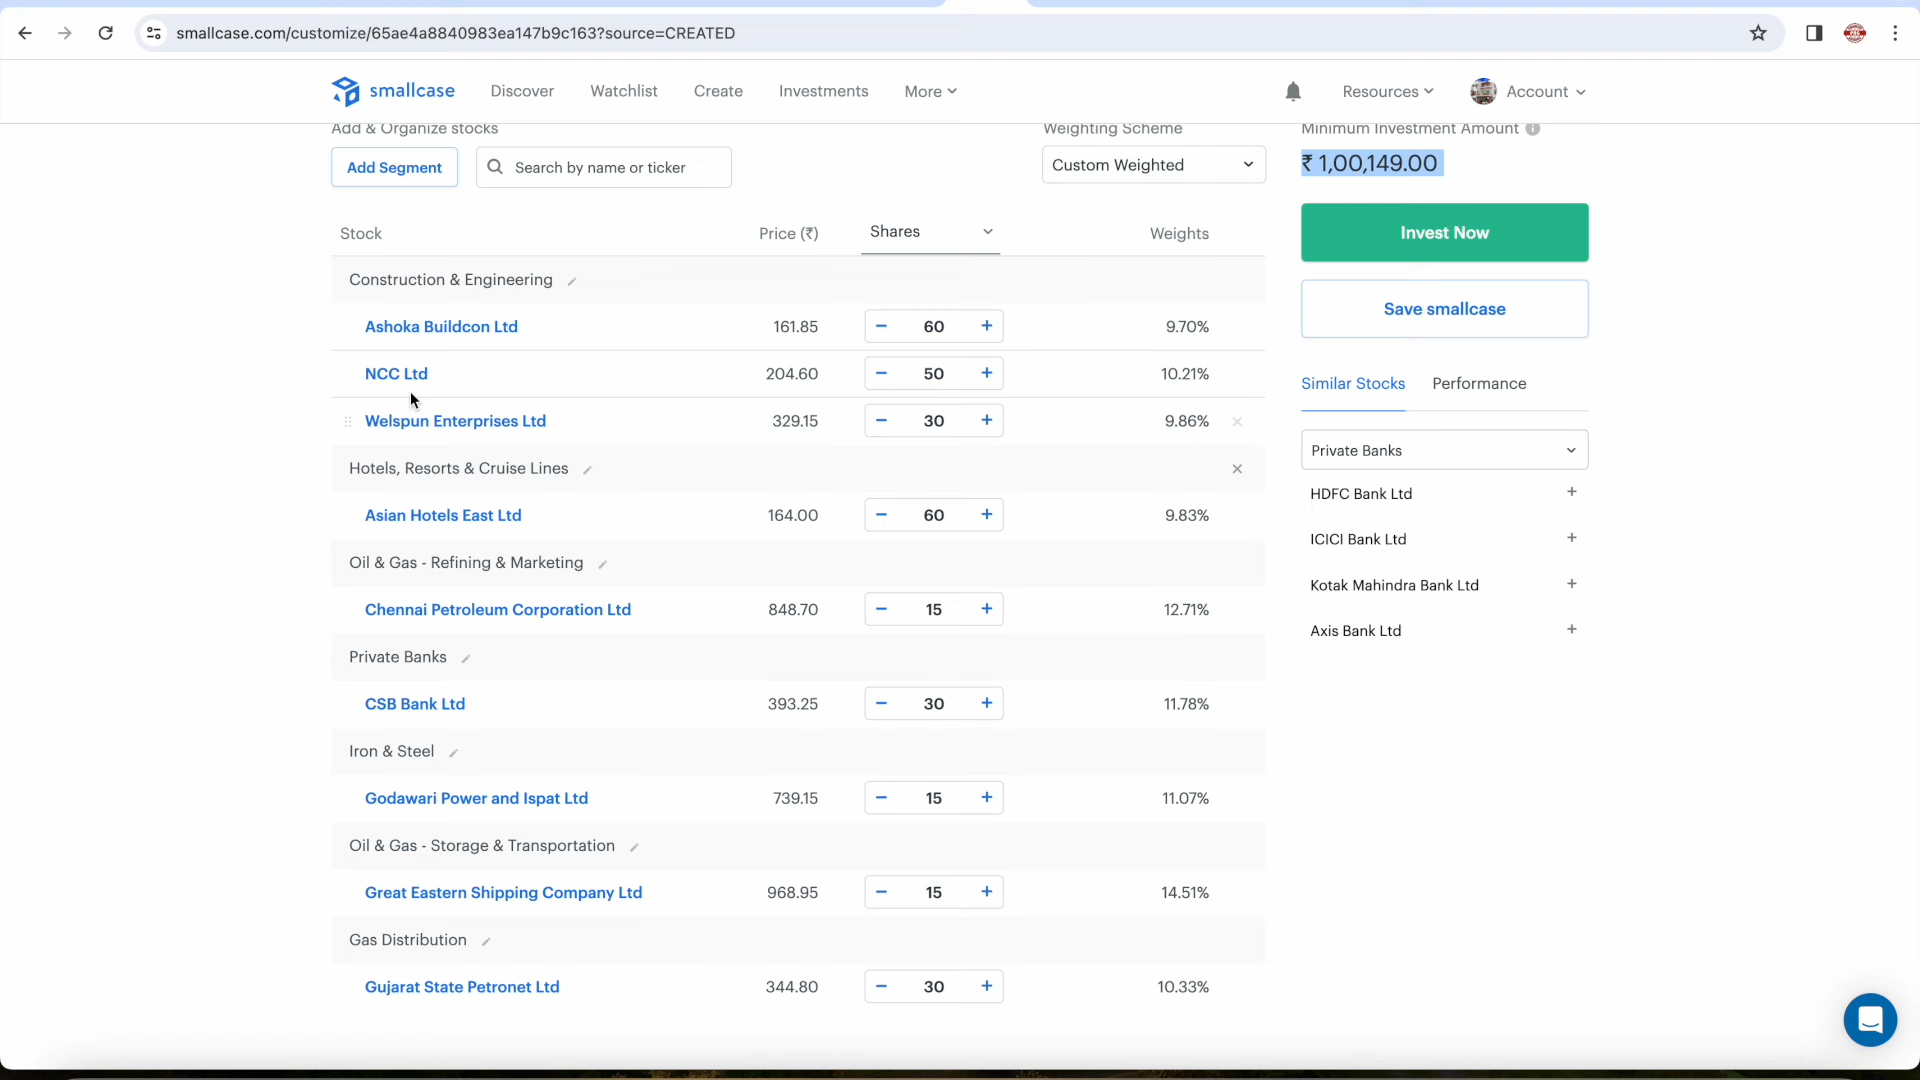 smallcase.com/customize/65ae4a8840983ea147b9c163?source=CREATED
smallcase Discover Watchlist Create Investments More Resources Account
Add & Organize stocks Weighting Scheme Minimum Investment Amount
Add Segment Search by name or ticker Custom Weighted ₹ 1,00,149.00
Stock Price (₹) Shares Weights Invest Now
Construction & Engineering
Ashoka Buildcon Ltd 161.85 − 60 + 9.70% Save smallcase
NCC Ltd 204.60 − 50 + 10.21% Similar Stocks Performance
Welspun Enterprises Ltd 329.15 − 30 + 9.86% Private Banks
Hotels, Resorts & Cruise Lines
HDFC Bank Ltd +
Asian Hotels East Ltd 164.00 − 60 + 9.83%
ICICI Bank Ltd +
Oil & Gas - Refining & Marketing
Kotak Mahindra Bank Ltd +
Chennai Petroleum Corporation Ltd 848.70 − 15 + 12.71%
Axis Bank Ltd +
Private Banks
CSB Bank Ltd 393.25 − 30 + 11.78%
Iron & Steel
Godawari Power and Ispat Ltd 739.15 − 15 + 11.07%
Oil & Gas - Storage & Transportation
Great Eastern Shipping Company Ltd 968.95 − 15 + 14.51%
Gas Distribution
Gujarat State Petronet Ltd 344.80 − 30 + 10.33%